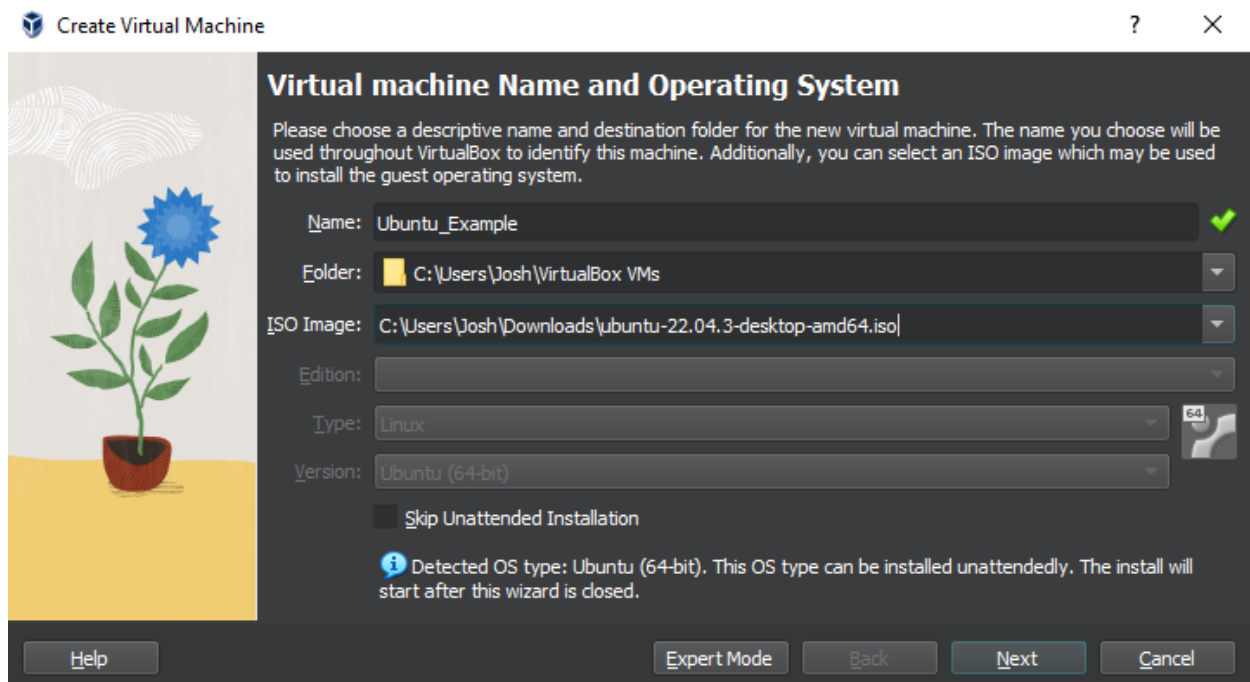 Create Virtual Machine ?
Virtual machine Name and Operating System
Please choose a descriptive name and destination folder for the new virtual machine. The name you choose will be
used throughout VirtualBox to identify this machine. Additionally, you can select an ISO image which may be used
to install the guest operating system.
Name: Ubuntu_Example
Folder: C:\Users\Josh\VirtualBox VMs
ISO Image: C:\Users\Josh\Downloads\ubuntu-22.04.3-desktop-amd64.iso
Edition:
Type: Linux
64
Version: Ubuntu (64-bit)
Skip Unattended Installation
Detected OS type: Ubuntu (64-bit). This OS type can be installed unattendedly. The install will
start after this wizard is closed.
Help Expert Mode Back Next Cancel